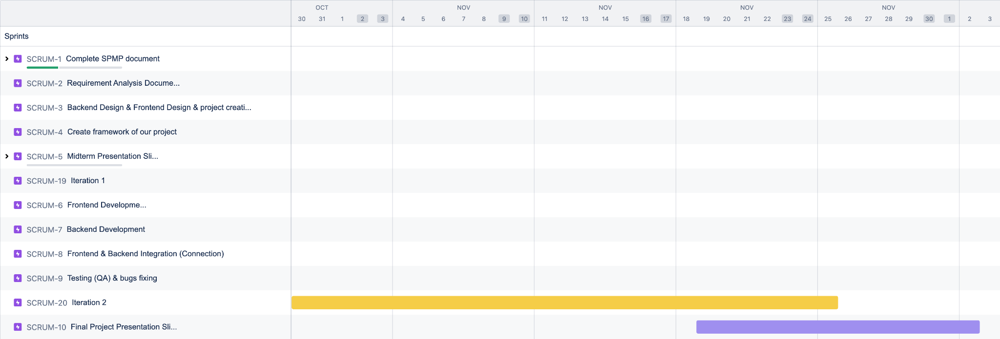 OCT NOV NOV NOV NOV
30 31 1 2 3 4 5 6 7 8 9 10 11 12 13 14 15 16 17 18 19 20 21 22 23 24 25 26 27 28 29 30 1 2 3
Sprints
SCRUM-1 Complete SPMP document
SCRUM-2 Requirement Analysis Docume...
SCRUM-3 Backend Design & Frontend Design & project creati...
SCRUM-4 Create framework of our project
SCRUM-5 Midterm Presentation Sli...
SCRUM-19 Iteration 1
SCRUM-6 Frontend Developme...
SCRUM-7 Backend Development
SCRUM-8 Frontend & Backend Integration (Connection)
SCRUM-9 Testing (QA) & bugs fixing
SCRUM-20 Iteration 2
SCRUM-10 Final Project Presentation Sli...